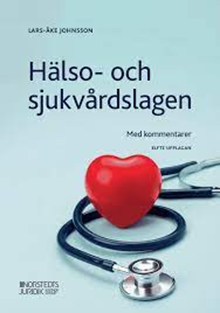 LARS-ÅKE JOHNSSON
Hälso- och
sjukvårdslagen
Med kommentarer
ELFTE UPPLAGAN
NORSTEDTS
JURIDIK